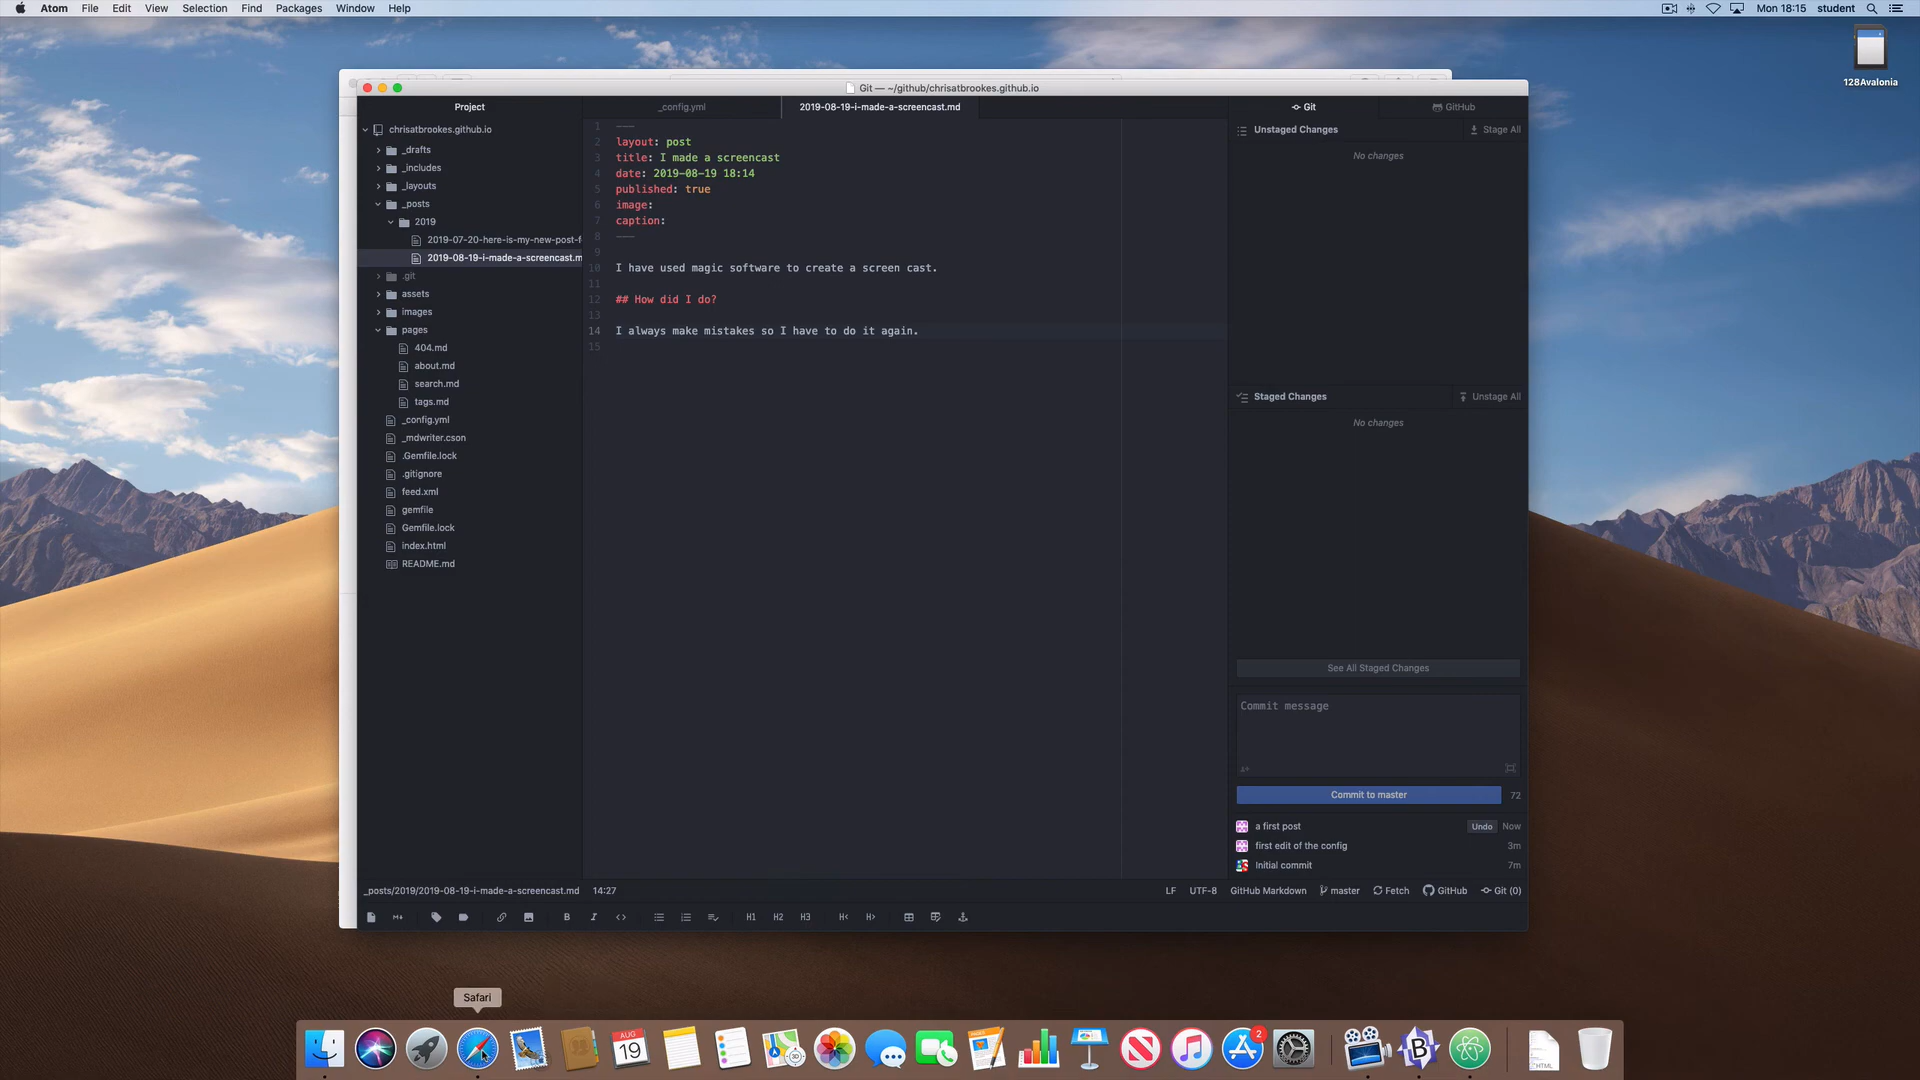 Atom File Edit View Selection Find Packages Window Help
Mon 18:15 student
128Avalonia
Git — ~/github/chrisatbrookes.github.io
Project
_config.yml
2019-08-19-i-made-a-screencast.md
Git
GitHub
chrisatbrookes.github.io
_drafts
_includes
_layouts
_posts
2019
2019-07-20-here-is-my-new-post-f
2019-08-19-i-made-a-screencast.m
.git
assets
images
pages
404.md
about.md
search.md
tags.md
_config.yml
_mdwriter.cson
.Gemfile.lock
.gitignore
feed.xml
gemfile
Gemfile.lock
index.html
README.md
1 ---
2 layout: post
3 title: I made a screencast
4 date: 2019-08-19 18:14
5 published: true
6 image:
7 caption:
8 ---
9
10 I have used magic software to create a screen cast.
11
12 ## How did I do?
13
14 I always make mistakes so I have to do it again.
15
Unstaged Changes Stage All
No changes
Staged Changes Unstage All
No changes
See All Staged Changes
Commit message
Commit to master 72
a first post Undo Now
first edit of the config 3m
Initial commit 7m
_posts/2019/2019-08-19-i-made-a-screencast.md 14:27
LF UTF-8 GitHub Markdown master Fetch GitHub Git (0)
B I <> H1 H2 H3 H< H>
Safari
AUG
19
3D
2
B
HTML